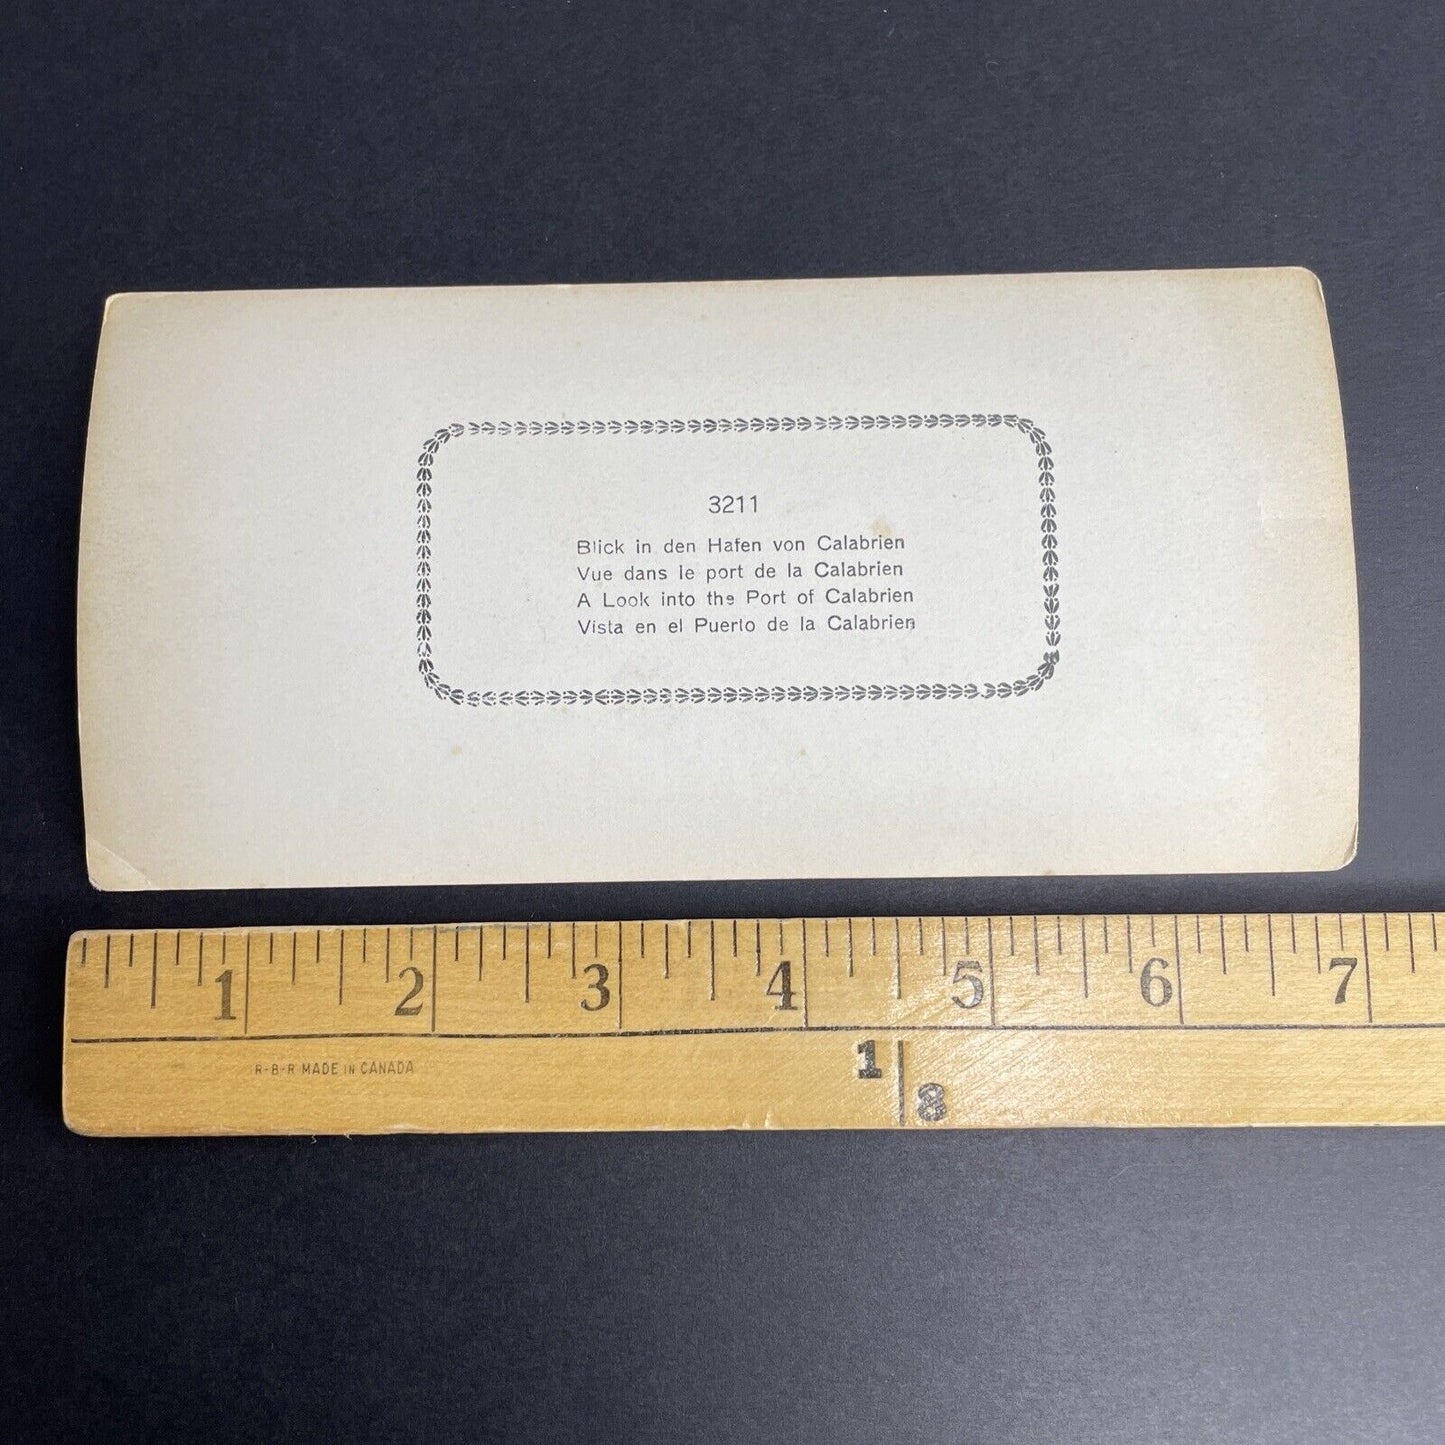 3211
Blick in den Hafen von Calabrien
Vue dans le port de la Calabrien
A Look into the Port of Calabrien
Vista en el Puerto de la Calabrien
1 2 3 4 5 6 7
R-B-R MADE IN CANADA
1 8